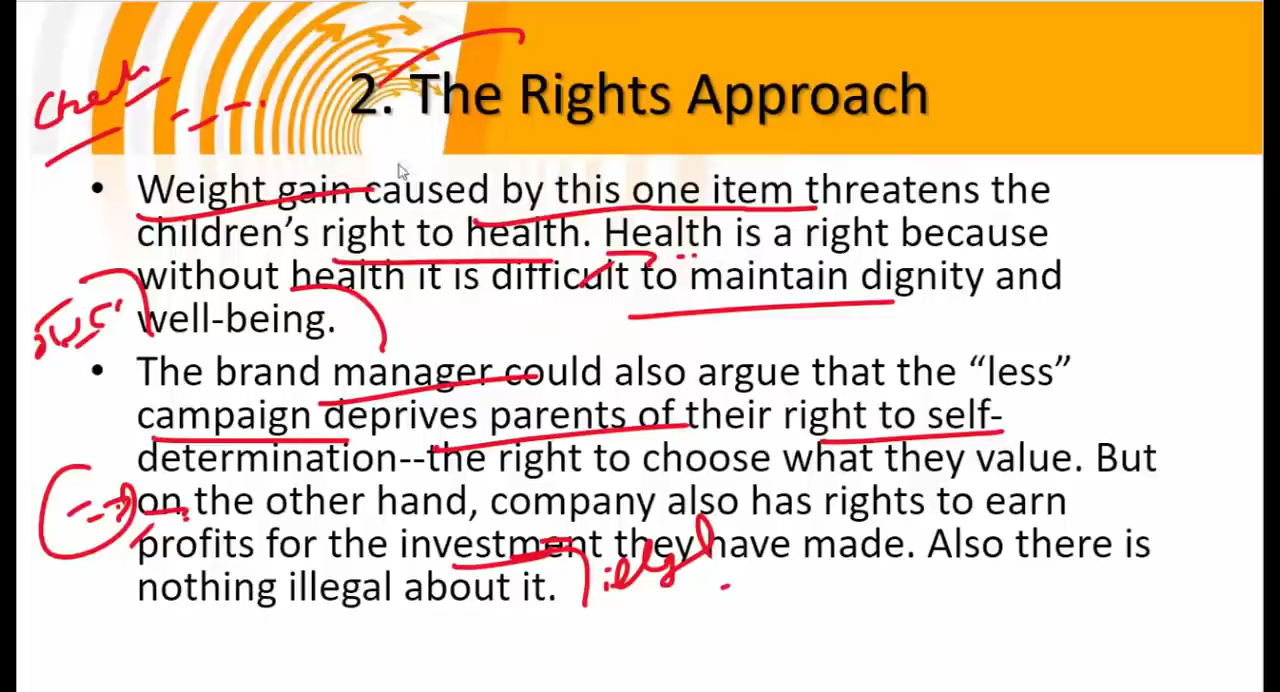 2. The Rights Approach
• Weight gain caused by this one item threatens the
children's right to health. Health is a right because
without health it is difficult to maintain dignity and
well-being.
• The brand manager could also argue that the “less”
campaign deprives parents of their right to self-
determination--the right to choose what they value. But
on the other hand, company also has rights to earn
profits for the investment they have made. Also there is
nothing illegal about it.